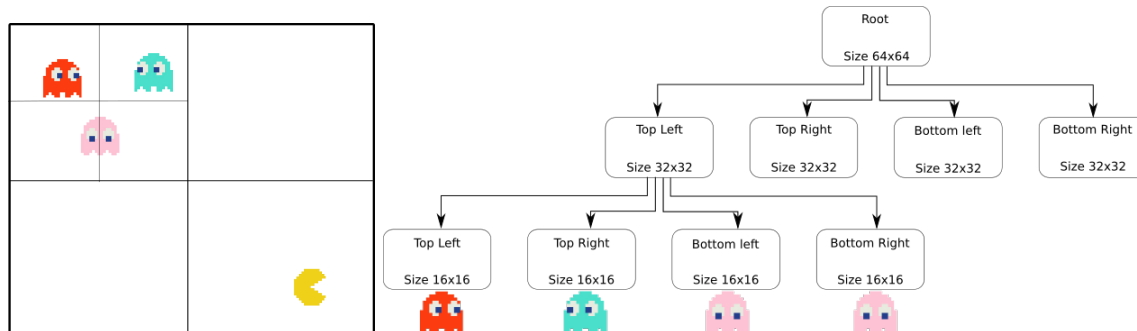 Root
Size 64x64
Top Left
Size 32x32
Top Right
Size 32x32
Bottom left
Size 32x32
Bottom Right
Size 32x32
Top Left
Size 16x16
Top Right
Size 16x16
Bottom left
Size 16x16
Bottom Right
Size 16x16